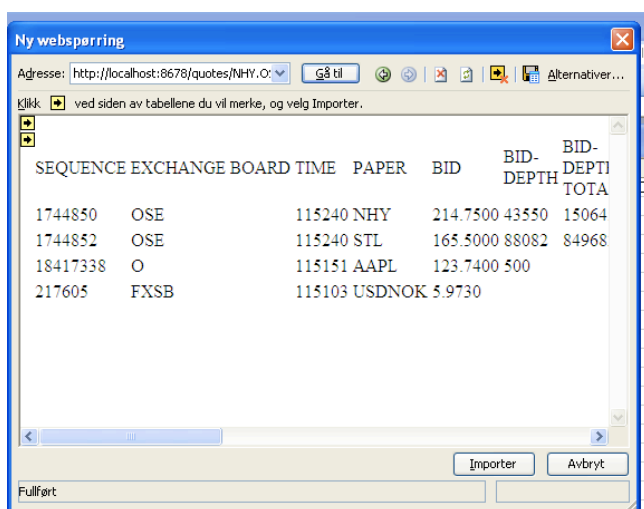 Ny webspørring
Adresse: http://localhost:8678/quotes/NHY.O: Gå til Alternativer...
Klikk ved siden av tabellene du vil merke, og velg Importer.
SEQUENCE EXCHANGE BOARD TIME PAPER BID BID-DEPTH BID-DEPTH TOTA
1744850 OSE 115240 NHY 214.7500 43550 15064
1744852 OSE 115240 STL 165.5000 88082 84968
18417338 O 115151 AAPL 123.7400 500
217605 FXSB 115103 USDNOK 5.9730
Importer Avbryt
Fullført